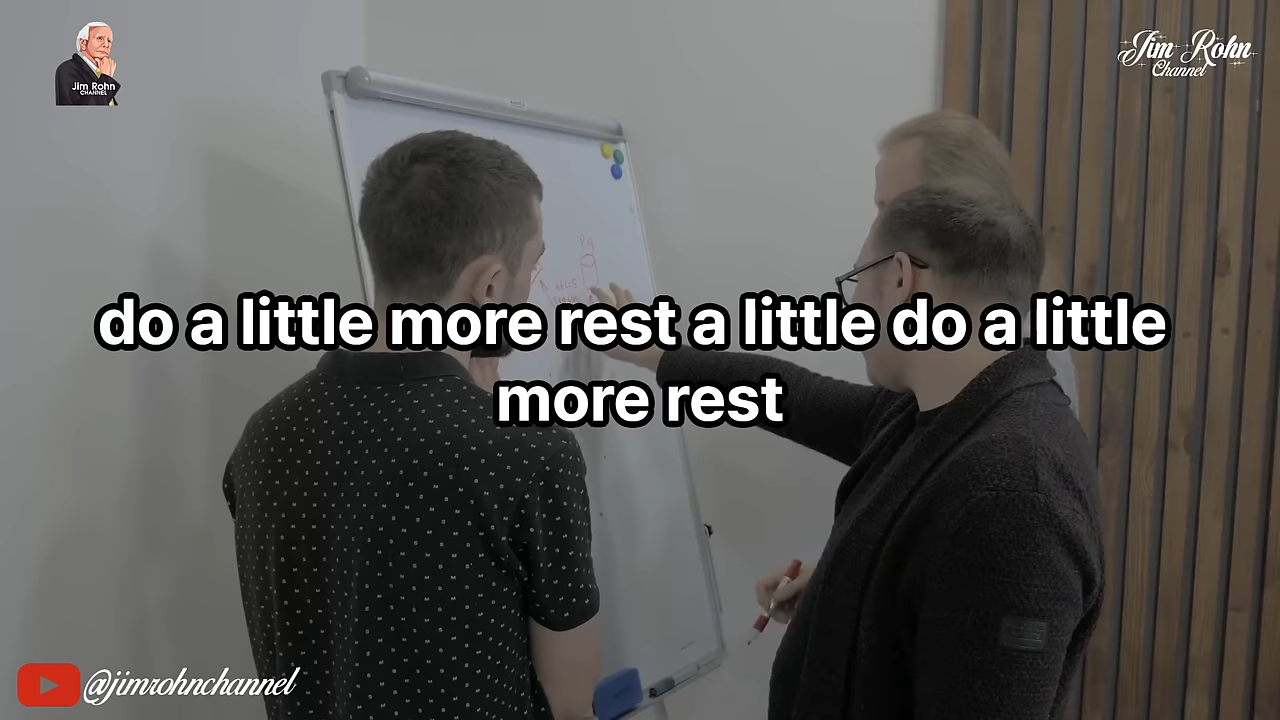 Jim Rohn
CHANNEL
Jim Rohn
Channel
do a little more rest a little do a little
more rest
@jimrohnchannel